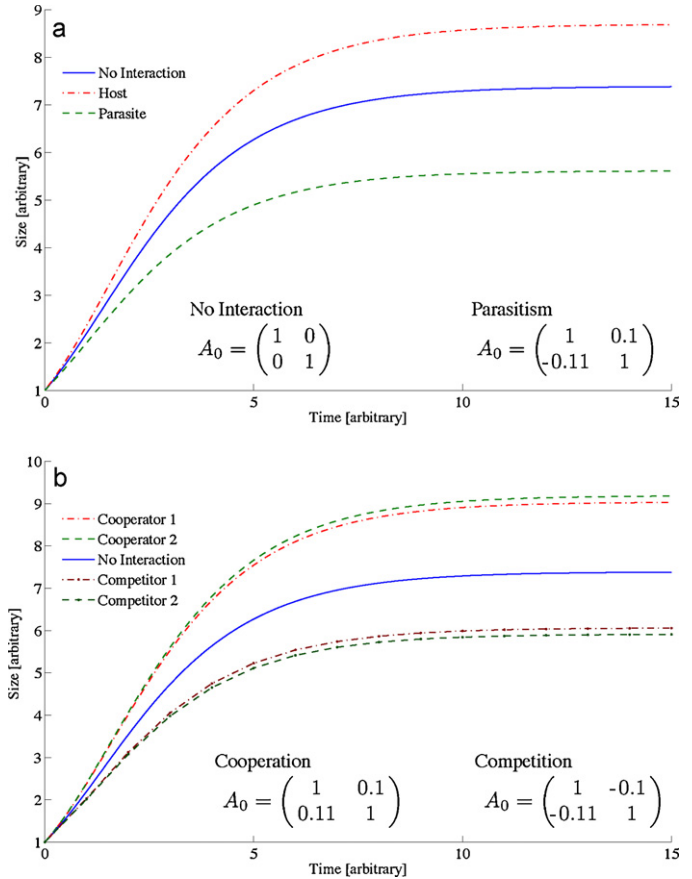 a
9
8
7
6
5
4
3
2
1
Size [arbitrary]
No Interaction
Host
Parasite
No Interaction
A₀ = (1 0
0 1)
Parasitism
A₀ = (1 0.1
-0.11 1)
0 5 10 15
Time [arbitrary]
b
10
9
8
7
6
5
4
3
2
1
Size [arbitrary]
Cooperator 1
Cooperator 2
No Interaction
Competitor 1
Competitor 2
Cooperation
A₀ = (1 0.1
0.11 1)
Competition
A₀ = (1 -0.1
-0.11 1)
0 5 10 15
Time [arbitrary]